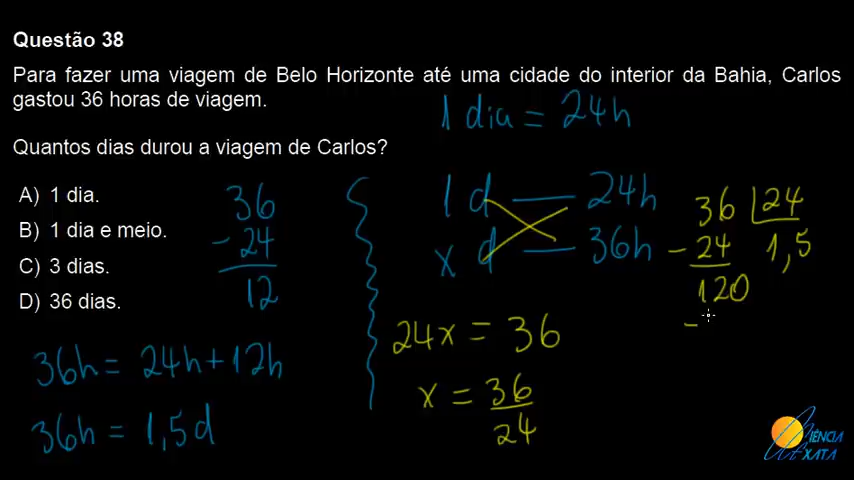 Questão 38
Para fazer uma viagem de Belo Horizonte até uma cidade do interior da Bahia, Carlos
gastou 36 horas de viagem.
1 dia = 24h
Quantos dias durou a viagem de Carlos?
A) 1 dia.
B) 1 dia e meio.
C) 3 dias.
D) 36 dias.
36
- 24
12
36h = 24h + 12h
36h = 1,5d
1 d — 24h
x d — 36h
24x = 36
x = 36
24
36 24
- 24 1,5
120
-
CIÊNCIA
EXATA